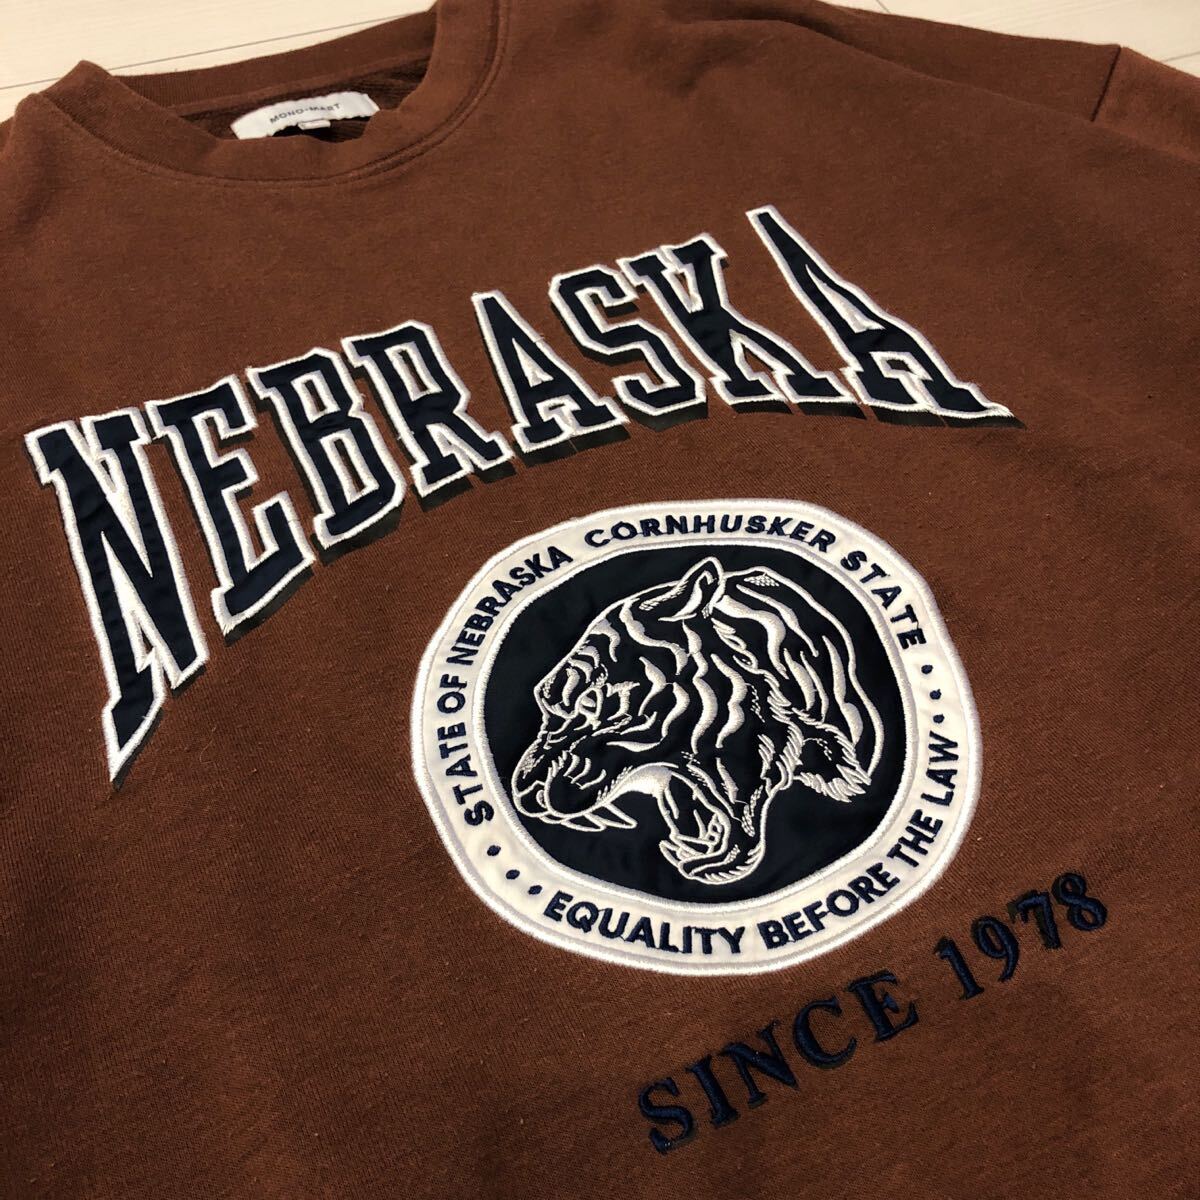 MONO-MART
NEBRASKA
STATE OF NEBRASKA CORNHUSKER STATE
EQUALITY BEFORE THE LAW
SINCE 1978